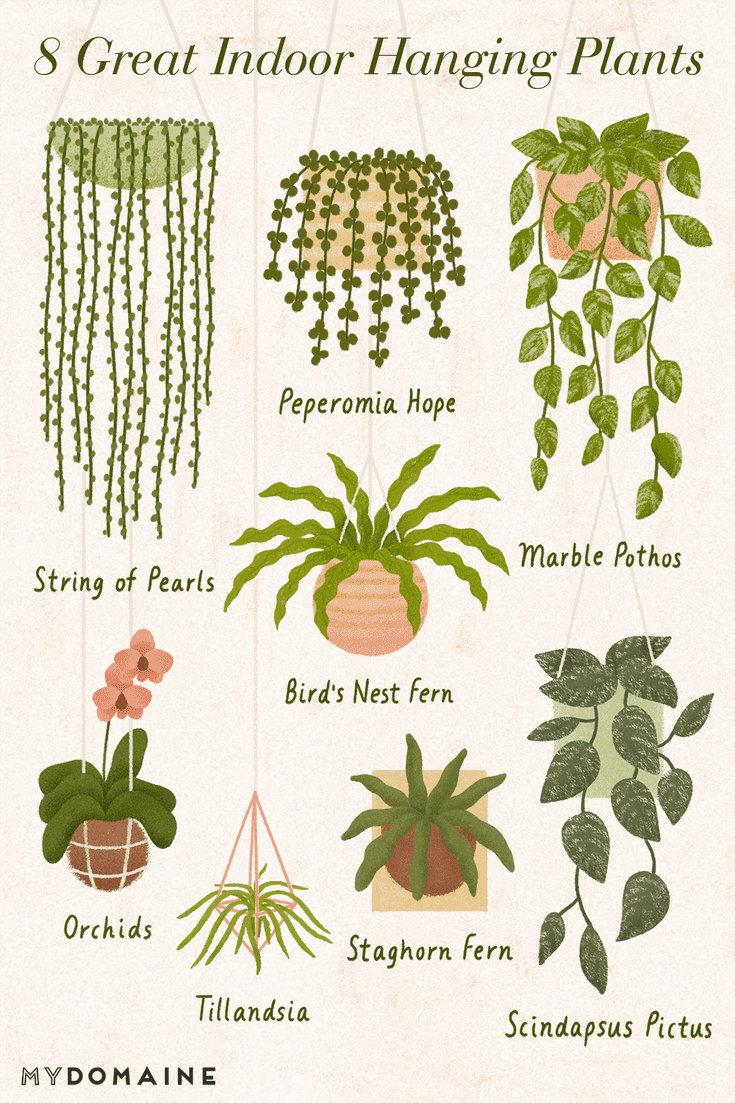 8 Great Indoor Hanging Plants
Peperomia Hope
Marble Pothos
String of Pearls
Bird's Nest Fern
Orchids
Staghorn Fern
Tillandsia
Scindapsus Pictus
MYDOMAINE